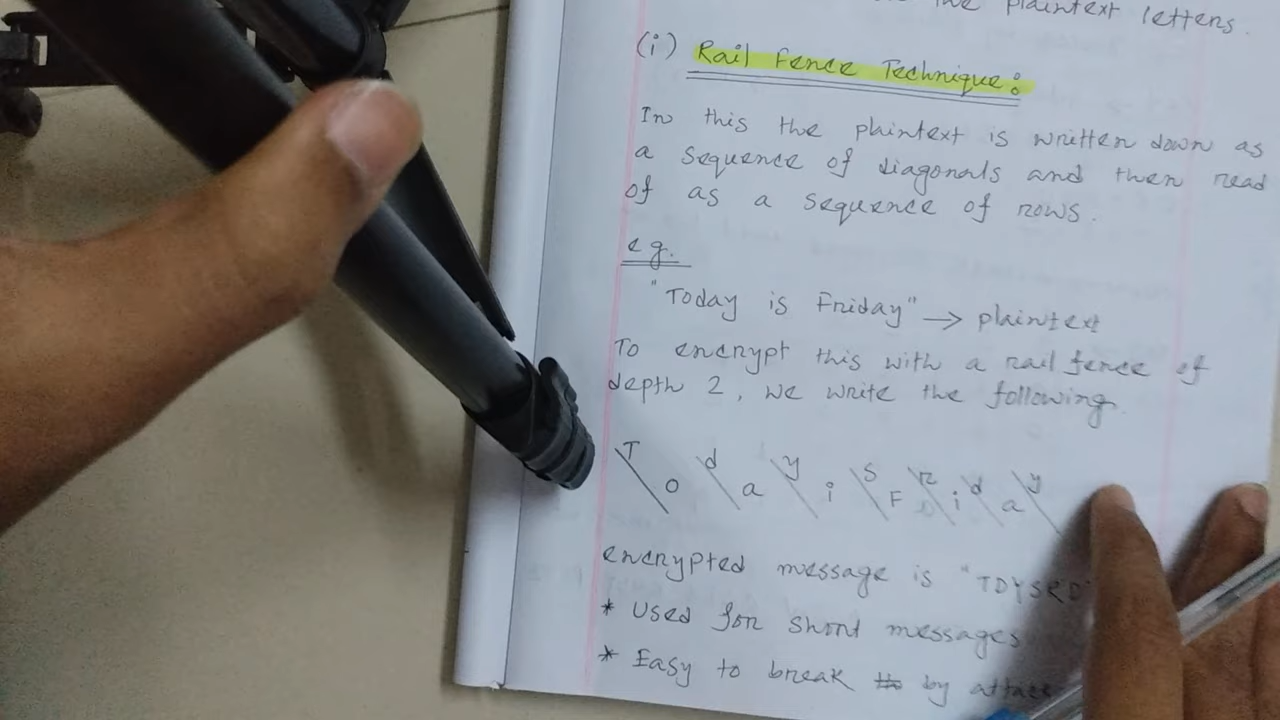 the plaintext letters.
(i) Rail Fence Technique:
In this the plaintext is written down as
a sequence of diagonals and then read
of as a sequence of rows.
eg.
"Today is Friday" → plaintext
To encrypt this with a rail fence of
depth 2, we write the following.
T d y S r d y
o a i F i a
encrypted message is "TDYSRD
* Used for short messages
* Easy to break by